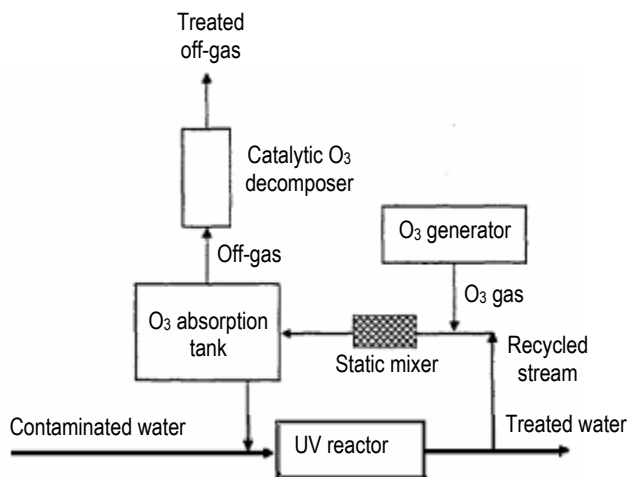 Treated
off-gas
Catalytic O₃
decomposer
O₃ generator
Off-gas
O₃ gas
O₃ absorption
tank
Static mixer
Recycled
stream
Contaminated water
UV reactor
Treated water